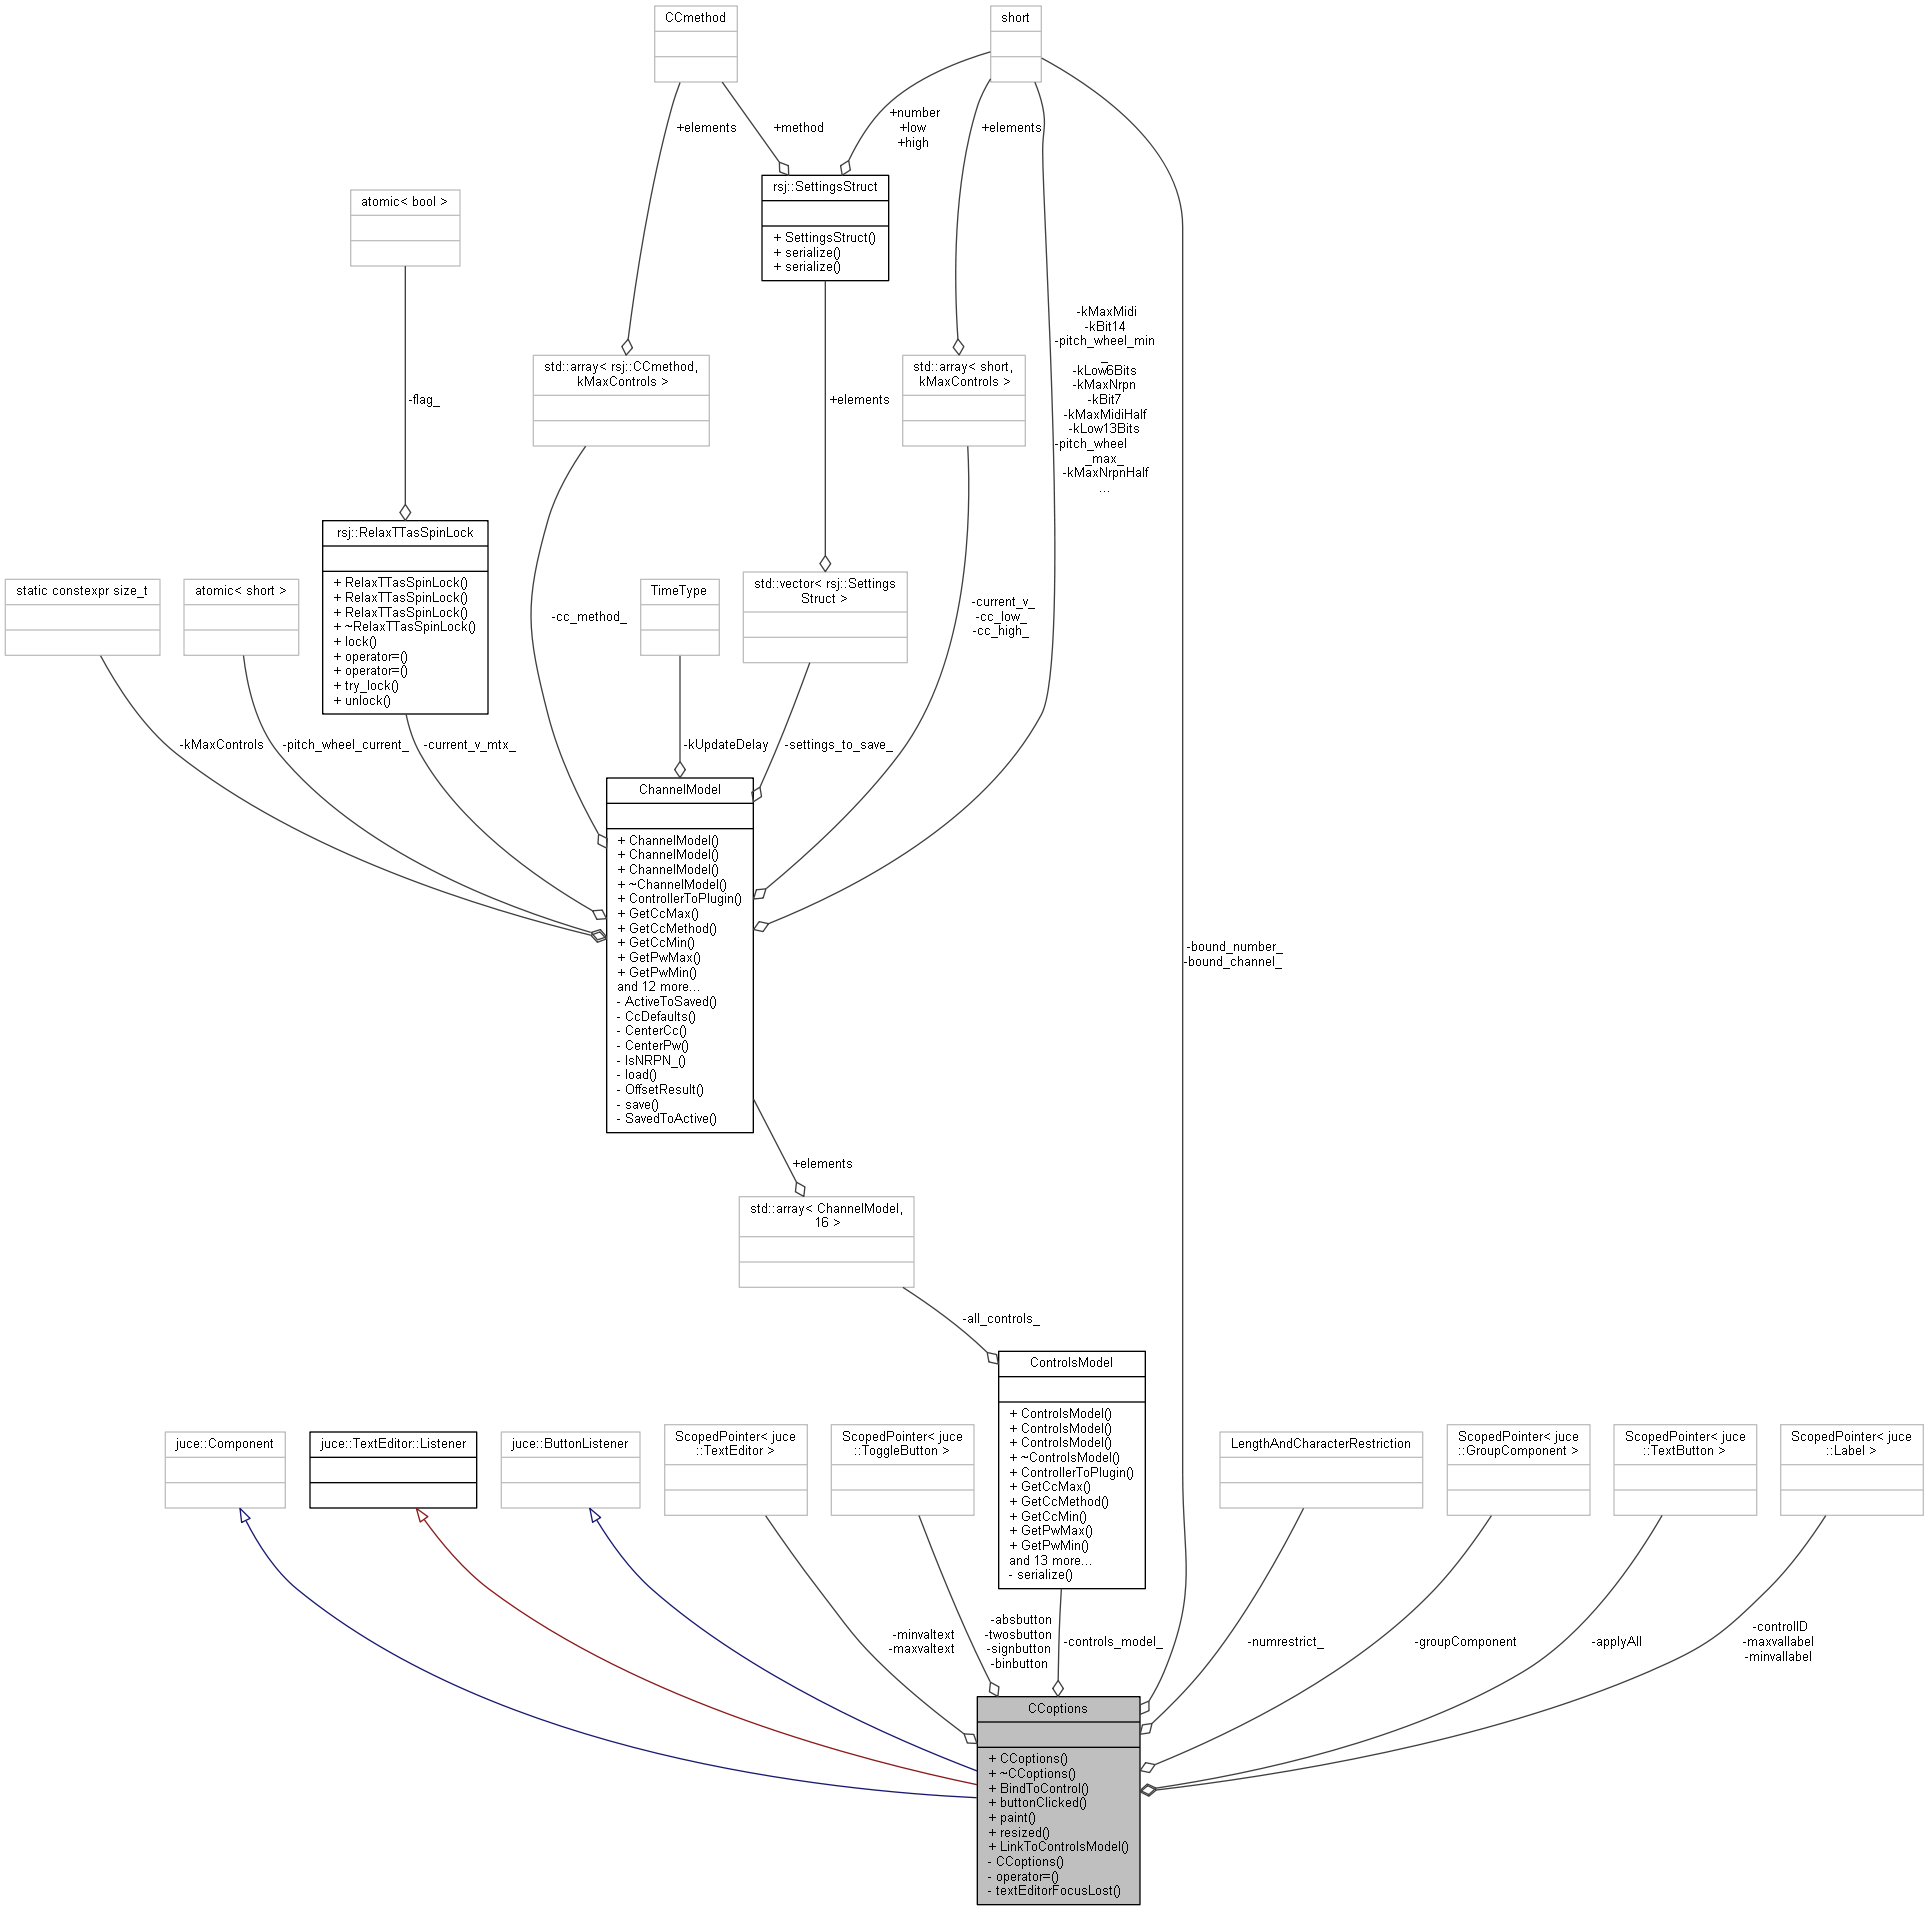 CCmethod
short
+elements
+method
+number
+low
+high
+elements
rsj::SettingsStruct
+ SettingsStruct()
+ serialize()
+ serialize()
atomic< bool >
-flag_
std::array< rsj::CCmethod,
kMaxControls >
+elements
std::array< short,
kMaxControls >
-kMaxMidi
-kBit14
-pitch_wheel_min
_
-kLow6Bits
-kMaxNrpn
-kBit7
-kMaxMidiHalf
-kLow13Bits
-pitch_wheel
_max_
-kMaxNrpnHalf
...
static constexpr size_t
atomic< short >
rsj::RelaxTTasSpinLock
+ RelaxTTasSpinLock()
+ RelaxTTasSpinLock()
+ RelaxTTasSpinLock()
+ ~RelaxTTasSpinLock()
+ lock()
+ operator=()
+ operator=()
+ try_lock()
+ unlock()
-cc_method_
TimeType
std::vector< rsj::Settings
Struct >
-current_v_
-cc_low_
-cc_high_
-kMaxControls
-pitch_wheel_current_
-current_v_mtx_
-kUpdateDelay
-settings_to_save_
ChannelModel
+ ChannelModel()
+ ChannelModel()
+ ChannelModel()
+ ~ChannelModel()
+ ControllerToPlugin()
+ GetCcMax()
+ GetCcMethod()
+ GetCcMin()
+ GetPwMax()
+ GetPwMin()
and 12 more...
- ActiveToSaved()
- CcDefaults()
- CenterCc()
- CenterPw()
- IsNRPN_()
- load()
- OffsetResult()
- save()
- SavedToActive()
-bound_number_
-bound_channel_
+elements
std::array< ChannelModel,
16 >
-all_controls_
ControlsModel
+ ControlsModel()
+ ControlsModel()
+ ControlsModel()
+ ~ControlsModel()
+ ControllerToPlugin()
+ GetCcMax()
+ GetCcMethod()
+ GetCcMin()
+ GetPwMax()
+ GetPwMin()
and 13 more...
- serialize()
juce::Component
juce::TextEditor::Listener
juce::ButtonListener
ScopedPointer< juce
::TextEditor >
ScopedPointer< juce
::ToggleButton >
LengthAndCharacterRestriction
ScopedPointer< juce
::GroupComponent >
ScopedPointer< juce
::TextButton >
ScopedPointer< juce
::Label >
-minvaltext
-maxvaltext
-absbutton
-twosbutton
-signbutton
-binbutton
-controls_model_
-numrestrict_
-groupComponent
-applyAll
-controlID
-maxvallabel
-minvallabel
CCoptions
+ CCoptions()
+ ~CCoptions()
+ BindToControl()
+ buttonClicked()
+ paint()
+ resized()
+ LinkToControlsModel()
- CCoptions()
- operator=()
- textEditorFocusLost()